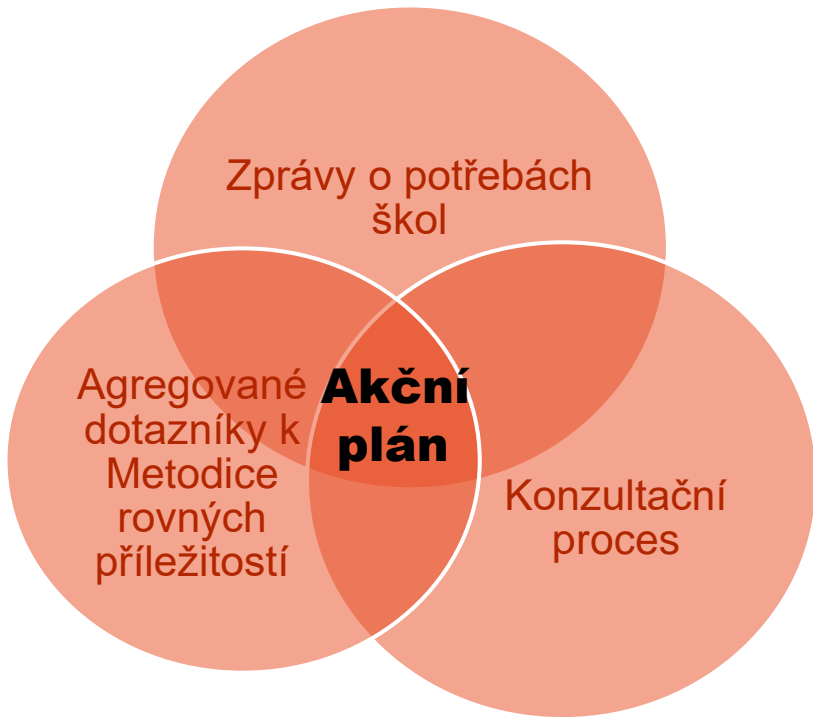 Zprávy o potřebách
škol
Agregované
dotazníky k
Metodice
rovných
příležitostí
Akční
plán
Konzultační
proces